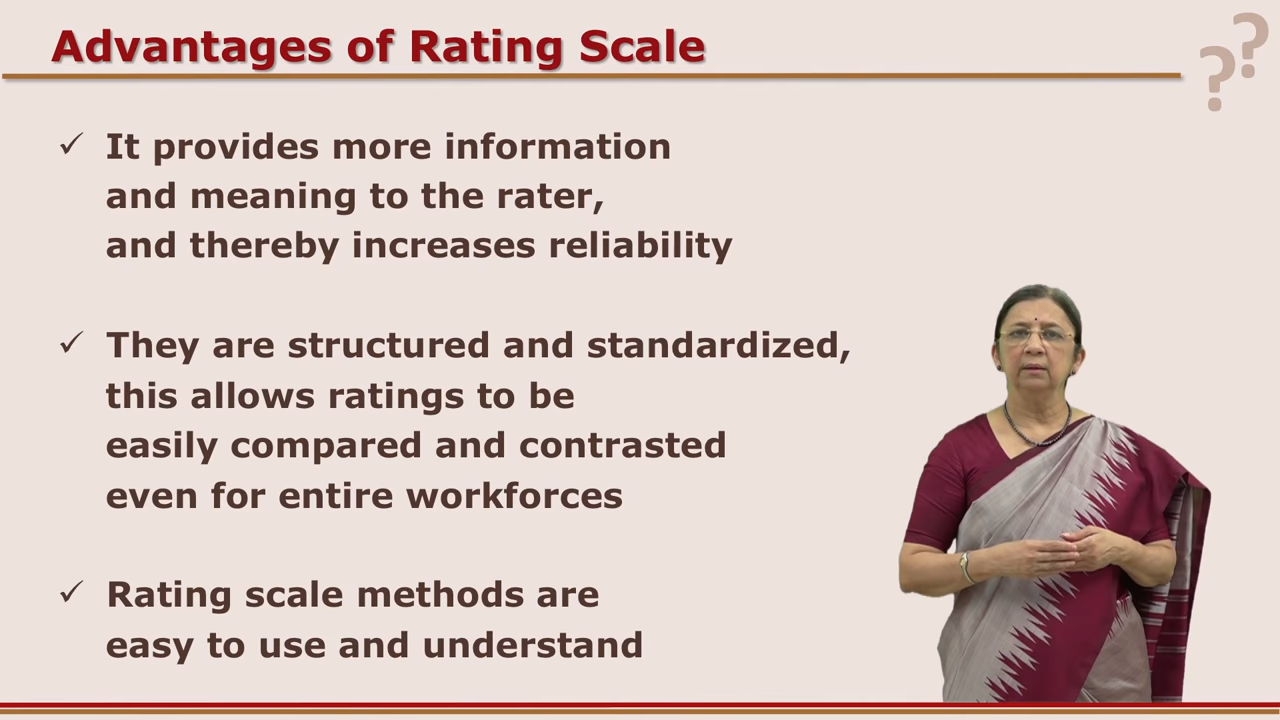 Advantages of Rating Scale
? ?
✓ It provides more information
and meaning to the rater,
and thereby increases reliability
✓ They are structured and standardized,
this allows ratings to be
easily compared and contrasted
even for entire workforces
✓ Rating scale methods are
easy to use and understand